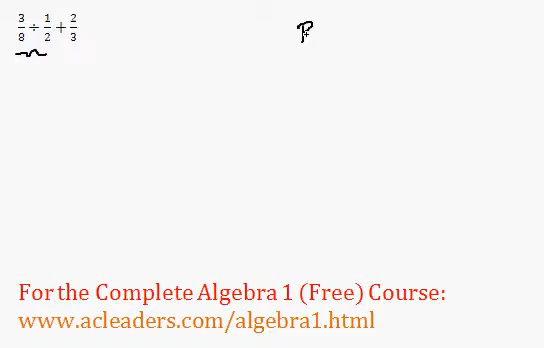 3/8 ÷ 1/2 + 2/3 P
For the Complete Algebra 1 (Free) Course:
www.acleaders.com/algebra1.html